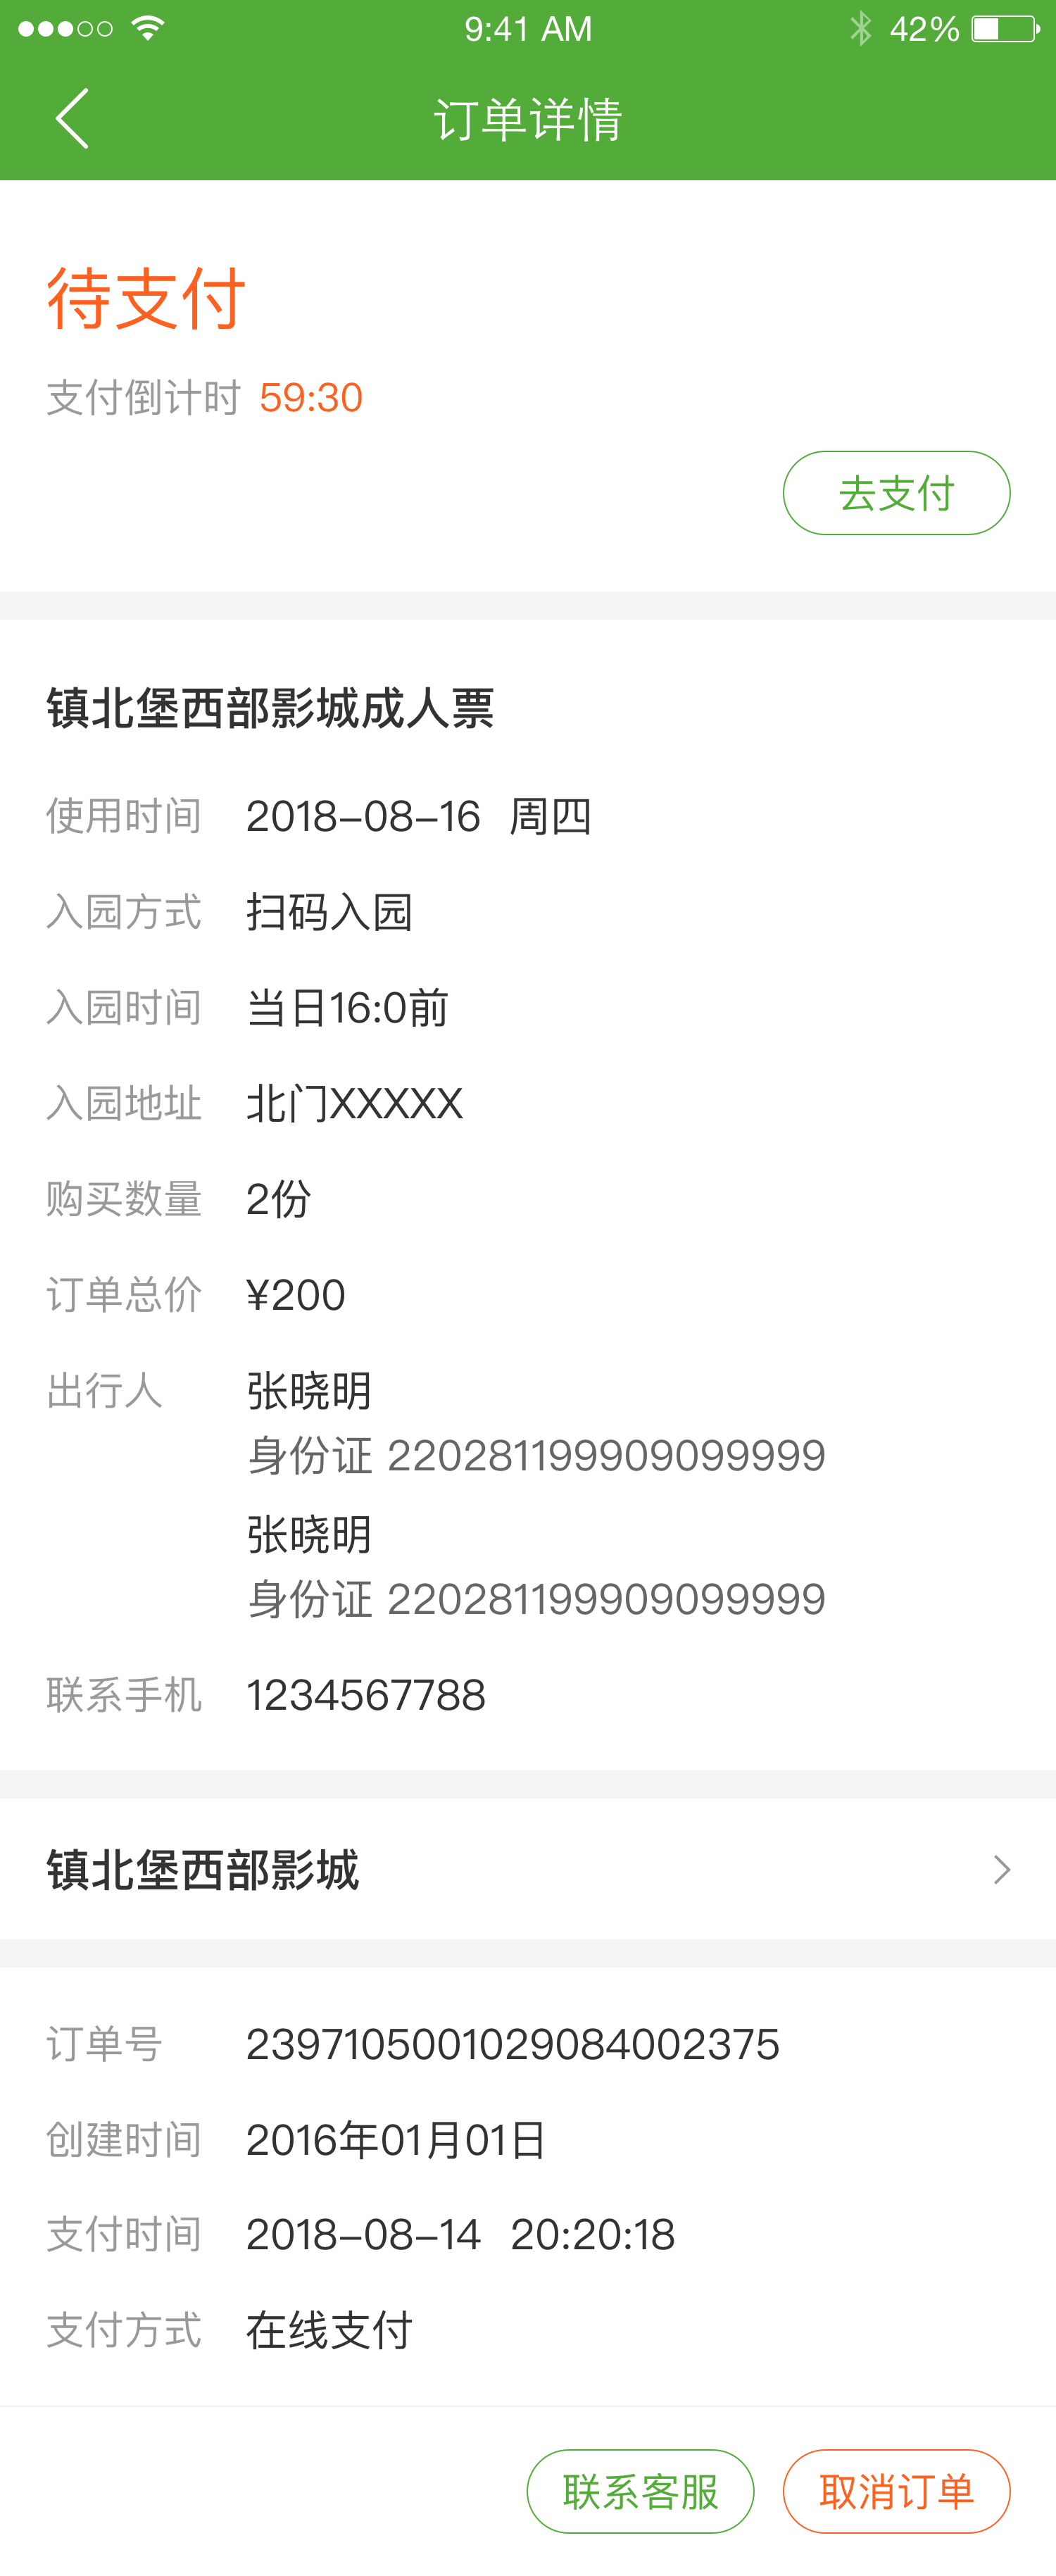 9:41 AM 42%
订单详情
待支付
支付倒计时 59:30
去支付
镇北堡西部影城成人票
使用时间 2018-08-16 周四
入园方式 扫码入园
入园时间 当日16:0前
入园地址 北门XXXXX
购买数量 2份
订单总价 ¥200
出行人 张晓明
身份证 220281199909099999
张晓明
身份证 220281199909099999
联系手机 1234567788
镇北堡西部影城
订单号 2397105001029084002375
创建时间 2016年01月01日
支付时间 2018-08-14 20:20:18
支付方式 在线支付
联系客服 取消订单